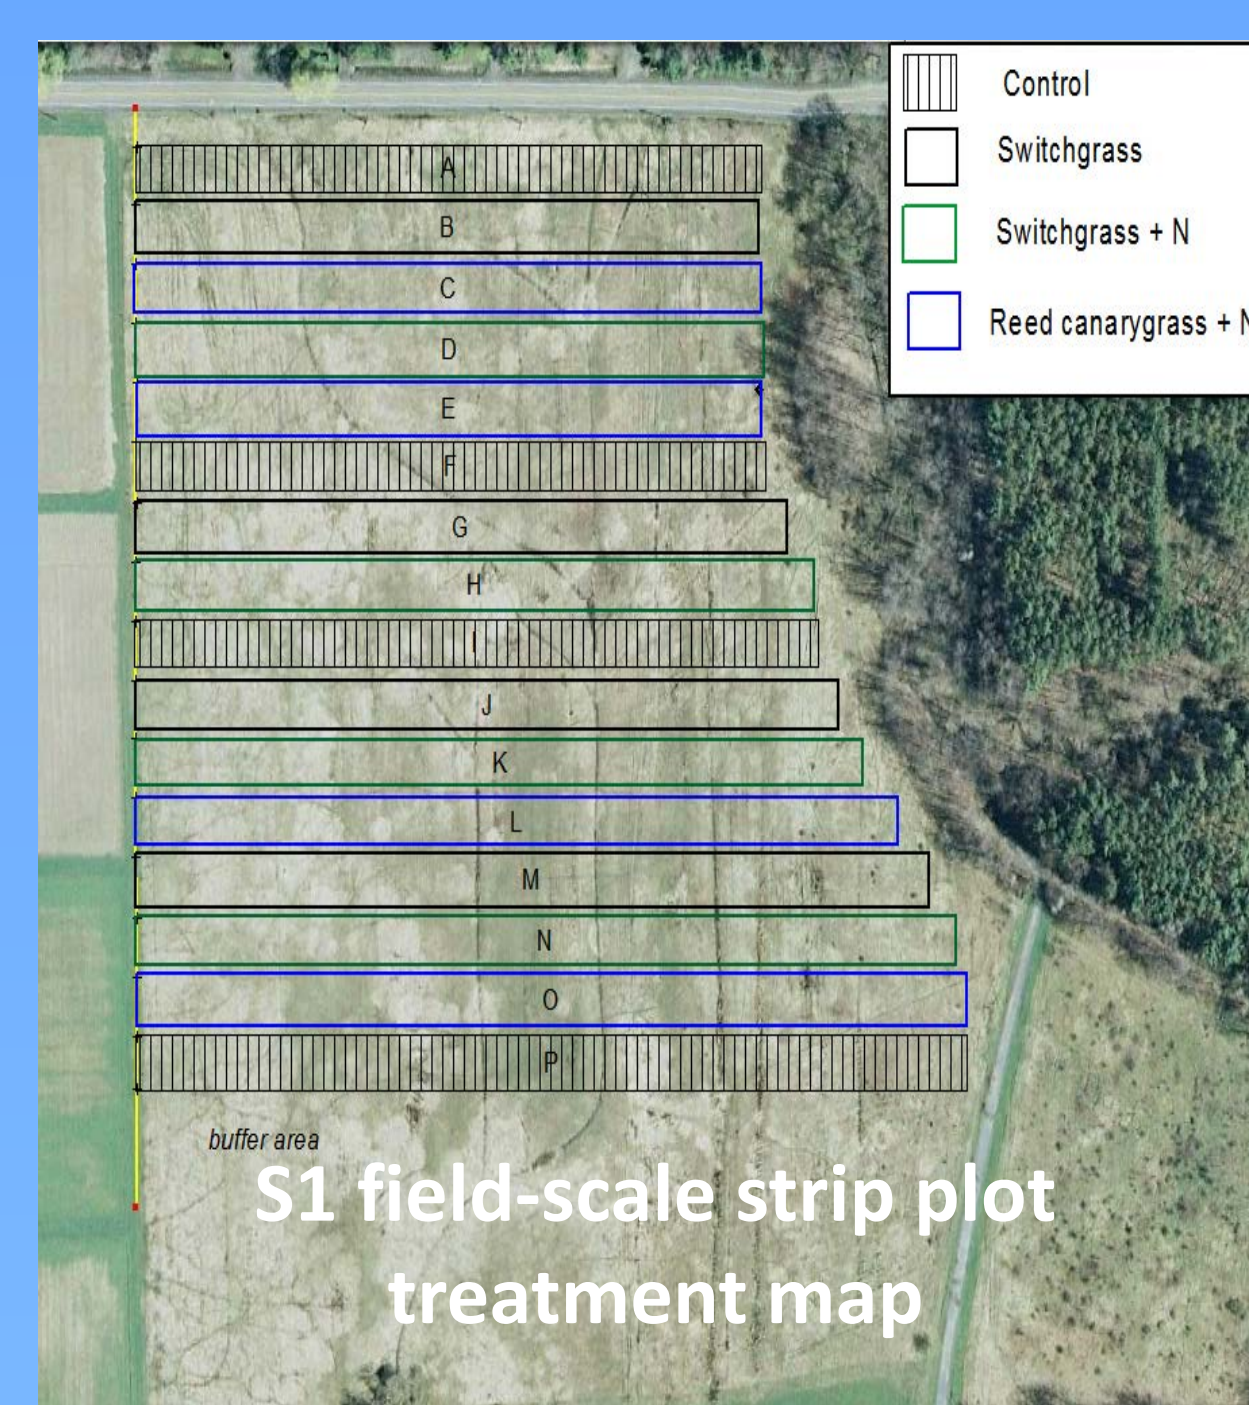 Control
Switchgrass
Switchgrass + N
Reed canarygrass + N
A
B
C
D
E
F
G
H
I
J
K
L
M
N
O
P
buffer area
S1 field-scale strip plot
treatment map